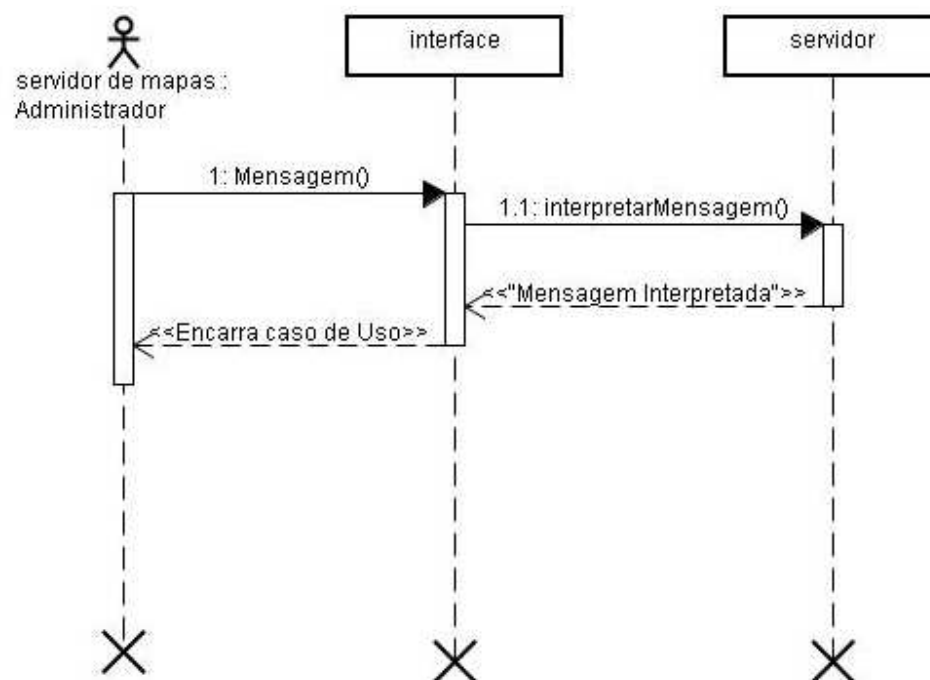 interface
servidor
servidor de mapas :
Administrador
1: Mensagem()
1.1: interpretarMensagem()
<<"Mensagem Interpretada">>
<<Encarra caso de Uso>>